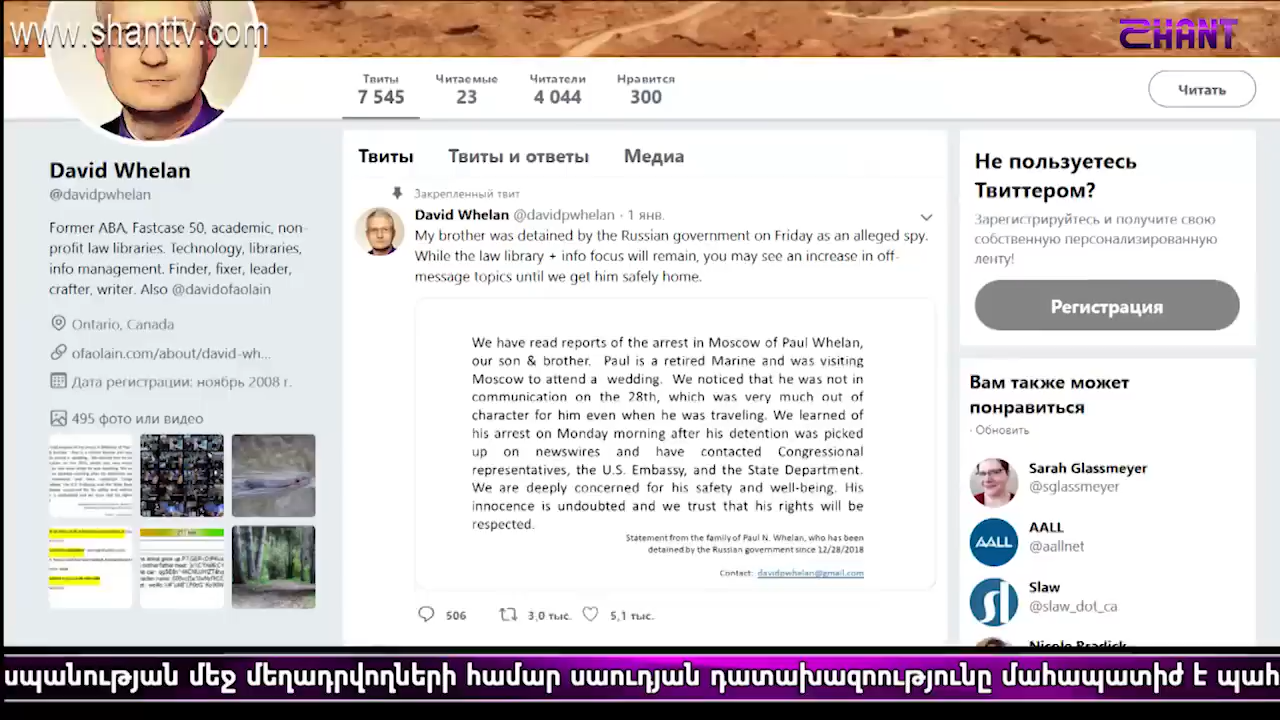 www.shanttv.com
SHANT
Твиты
7 545
Читаемые
23
Читатели
4 044
Нравится
300
Читать
David Whelan
@davidpwhelan
Former ABA, Fastcase 50, academic, non-
profit law libraries. Technology, libraries,
info management. Finder, fixer, leader,
crafter, writer. Also @davidofaolain
Ontario, Canada
ofaolain.com/about/david-wh...
Дата регистрации: ноябрь 2008 г.
495 фото или видео
Твиты
Твиты и ответы
Медиа
Закрепленный твит
David Whelan @davidpwhelan · 1 янв.
My brother was detained by the Russian government on Friday as an alleged spy.
While the law library + info focus will remain, you may see an increase in off-
message topics until we get him safely home.
We have read reports of the arrest in Moscow of Paul Whelan,
our son & brother. Paul is a retired Marine and was visiting
Moscow to attend a wedding. We noticed that he was not in
communication on the 28th, which was very much out of
character for him even when he was traveling. We learned of
his arrest on Monday morning after his detention was picked
up on newswires and have contacted Congressional
representatives, the U.S. Embassy, and the State Department.
We are deeply concerned for his safety and well-being. His
innocence is undoubted and we trust that his rights will be
respected.
Statement from the family of Paul N. Whelan, who has been
detained by the Russian government since 12/28/2018
Contact: davidpwhelan@gmail.com
506
3,0 тыс.
5,1 тыс.
Не пользуетесь
Твиттером?
Зарегистрируйтесь и получите свою
собственную персонализированную
ленту!
Регистрация
Вам также может
понравиться
· Обновить
Sarah Glassmeyer
@sglassmeyer
AALL
AALL
@aallnet
Slaw
@slaw_dot_ca
սպանության մեջ մեղադրվողների համար սաուդյան դատախազությունը մահապատիժ է պահ